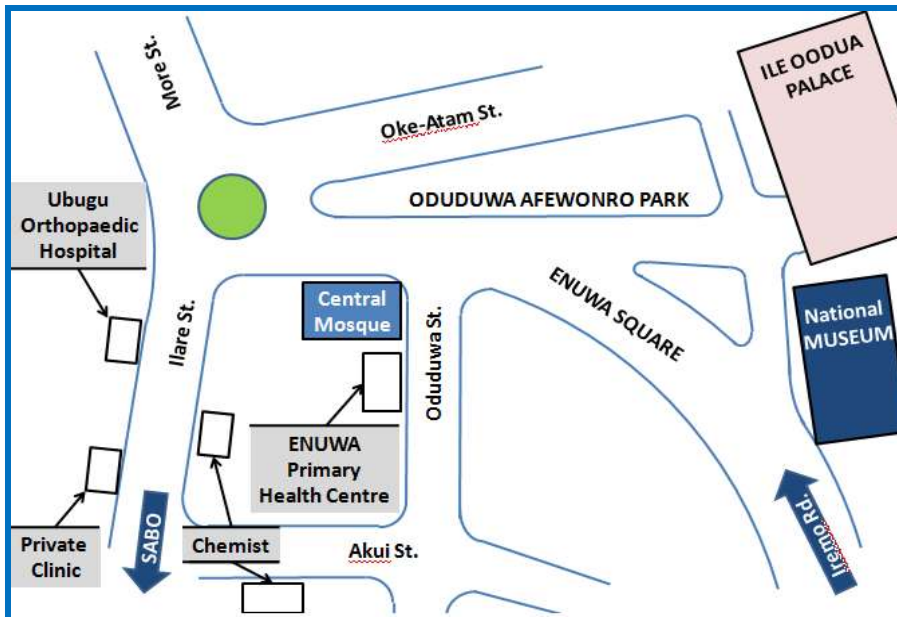 More St.
ILE OODUA
PALACE
Oke-Atam St.
Ubugu
Orthopaedic
Hospital
ODUDUWA AFEWONRO PARK
ENUWA SQUARE
Central
Mosque
National
MUSEUM
Ilare St.
Oduduwa St.
ENUWA
Primary
Health Centre
Private
Clinic
SABO
Chemist
Akui St.
Iremo Rd.